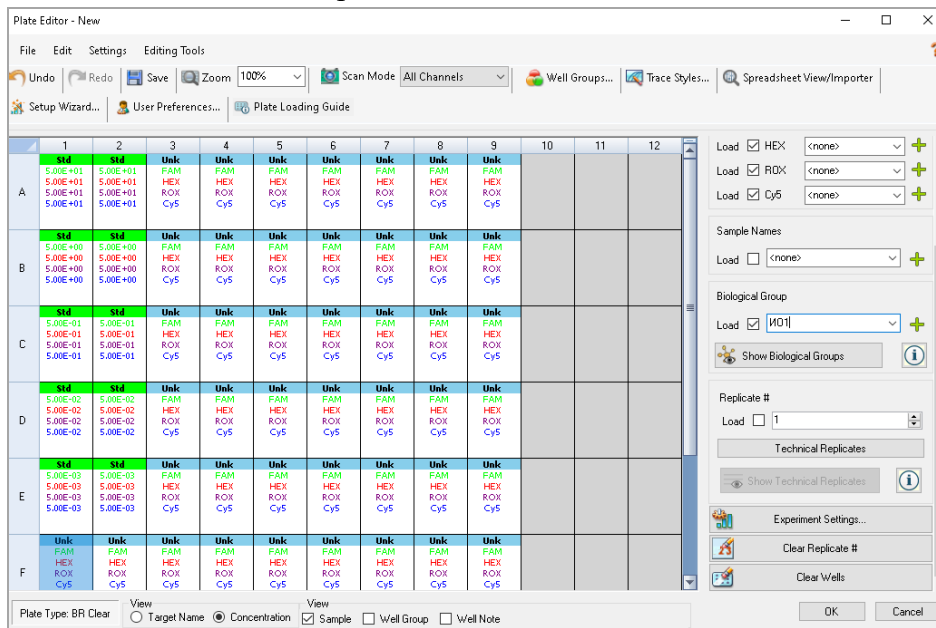 Plate Editor - New
File Edit Settings Editing Tools
Undo Redo Save Zoom 100% Scan Mode All Channels Well Groups... Trace Styles... Spreadsheet View/Importer
Setup Wizard... User Preferences... Plate Loading Guide
1 2 3 4 5 6 7 8 9 10 11 12
A
Std Std Unk Unk Unk Unk Unk Unk Unk
5.00E+01 5.00E+01 FAM FAM FAM FAM FAM FAM FAM
5.00E+01 5.00E+01 HEX HEX HEX HEX HEX HEX HEX
5.00E+01 5.00E+01 ROX ROX ROX ROX ROX ROX ROX
5.00E+01 5.00E+01 Cy5 Cy5 Cy5 Cy5 Cy5 Cy5 Cy5
B
Std Std Unk Unk Unk Unk Unk Unk Unk
5.00E+00 5.00E+00 FAM FAM FAM FAM FAM FAM FAM
5.00E+00 5.00E+00 HEX HEX HEX HEX HEX HEX HEX
5.00E+00 5.00E+00 ROX ROX ROX ROX ROX ROX ROX
5.00E+00 5.00E+00 Cy5 Cy5 Cy5 Cy5 Cy5 Cy5 Cy5
C
Std Std Unk Unk Unk Unk Unk Unk Unk
5.00E-01 5.00E-01 FAM FAM FAM FAM FAM FAM FAM
5.00E-01 5.00E-01 HEX HEX HEX HEX HEX HEX HEX
5.00E-01 5.00E-01 ROX ROX ROX ROX ROX ROX ROX
5.00E-01 5.00E-01 Cy5 Cy5 Cy5 Cy5 Cy5 Cy5 Cy5
D
Std Std Unk Unk Unk Unk Unk Unk Unk
5.00E-02 5.00E-02 FAM FAM FAM FAM FAM FAM FAM
5.00E-02 5.00E-02 HEX HEX HEX HEX HEX HEX HEX
5.00E-02 5.00E-02 ROX ROX ROX ROX ROX ROX ROX
5.00E-02 5.00E-02 Cy5 Cy5 Cy5 Cy5 Cy5 Cy5 Cy5
E
Std Std Unk Unk Unk Unk Unk Unk Unk
5.00E-03 5.00E-03 FAM FAM FAM FAM FAM FAM FAM
5.00E-03 5.00E-03 HEX HEX HEX HEX HEX HEX HEX
5.00E-03 5.00E-03 ROX ROX ROX ROX ROX ROX ROX
5.00E-03 5.00E-03 Cy5 Cy5 Cy5 Cy5 Cy5 Cy5 Cy5
F
Unk Unk Unk Unk Unk Unk Unk Unk Unk
FAM FAM FAM FAM FAM FAM FAM FAM FAM
HEX HEX HEX HEX HEX HEX HEX HEX HEX
ROX ROX ROX ROX ROX ROX ROX ROX ROX
Cy5 Cy5 Cy5 Cy5 Cy5 Cy5 Cy5 Cy5 Cy5
Load HEX <none>
Load ROX <none>
Load Cy5 <none>
Sample Names
Load <none>
Biological Group
Load ИО1
Show Biological Groups
Replicate #
Load 1
Technical Replicates
Show Technical Replicates
Experiment Settings...
Clear Replicate #
Clear Wells
Plate Type: BR Clear
View
Target Name Concentration
View
Sample Well Group Well Note
OK Cancel